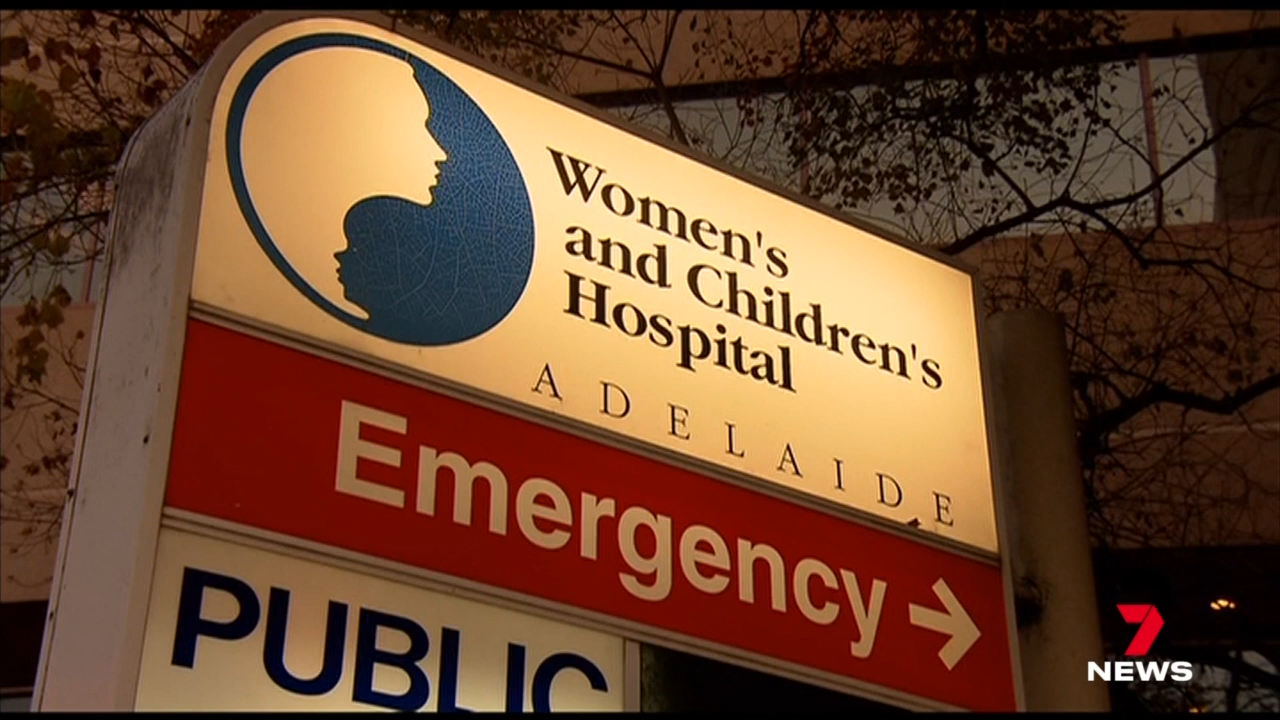 Women's
and Children's
Hospital
ADELAIDE
Emergency →
PUBLIC
7
NEWS